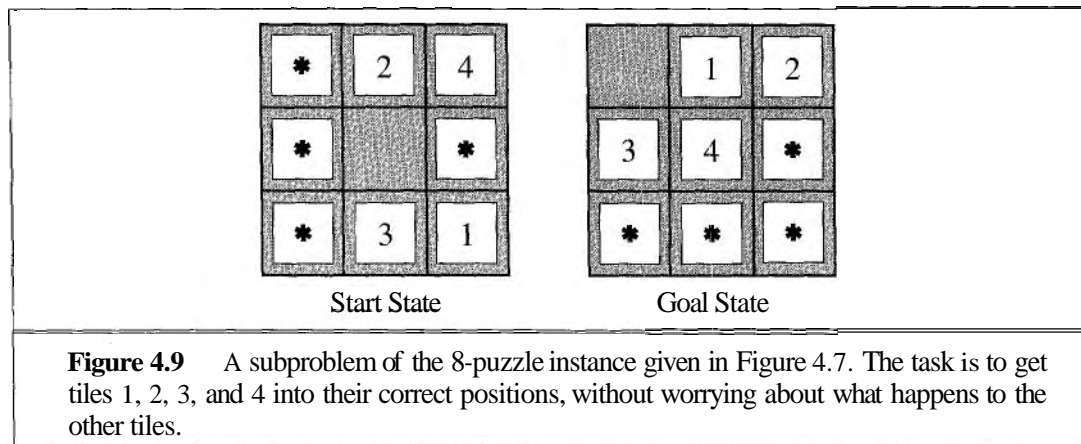 * 2 4 1 2
* * 3 4 *
* 3 1 * * *
Start State Goal State
Figure 4.9 A subproblem of the 8-puzzle instance given in Figure 4.7. The task is to get
tiles 1, 2, 3, and 4 into their correct positions, without worrying about what happens to the
other tiles.